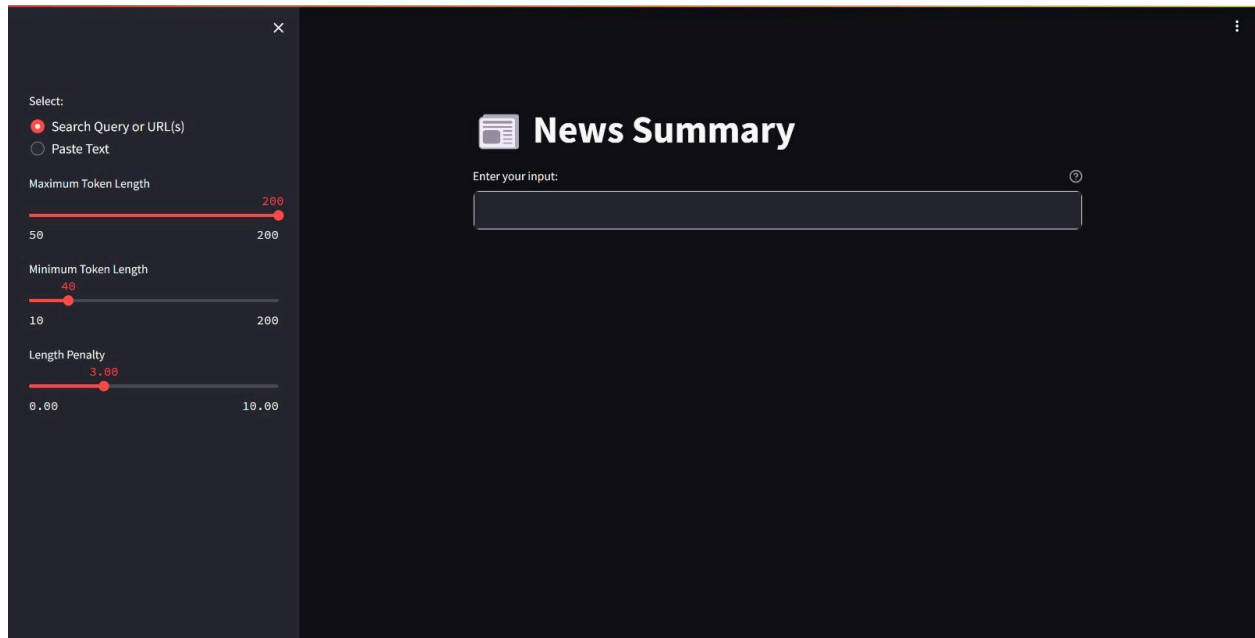 Select:
Search Query or URL(s)
Paste Text
Maximum Token Length
200
50 200
Minimum Token Length
40
10 200
Length Penalty
3.00
0.00 10.00
News Summary
Enter your input: